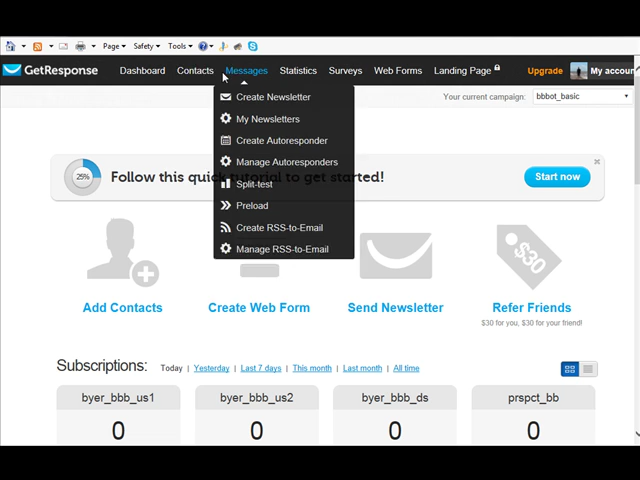 Page Safety Tools
GetResponse Dashboard Contacts Messages Statistics Surveys Web Forms Landing Page Upgrade My accoun
Your current campaign: bbbot_basic
Create Newsletter
My Newsletters
Create Autoresponder
Manage Autoresponders
Split-test
Preload
Create RSS-to-Email
Manage RSS-to-Email
25% Follow this quick tutorial to get started! Start now
$30
Add Contacts Create Web Form Send Newsletter Refer Friends
$30 for you, $30 for your friend!
Subscriptions: Today | Yesterday | Last 7 days | This month | Last month | All time
byer_bbb_us1 byer_bbb_us2 byer_bbb_ds prspct_bb
0 0 0 0